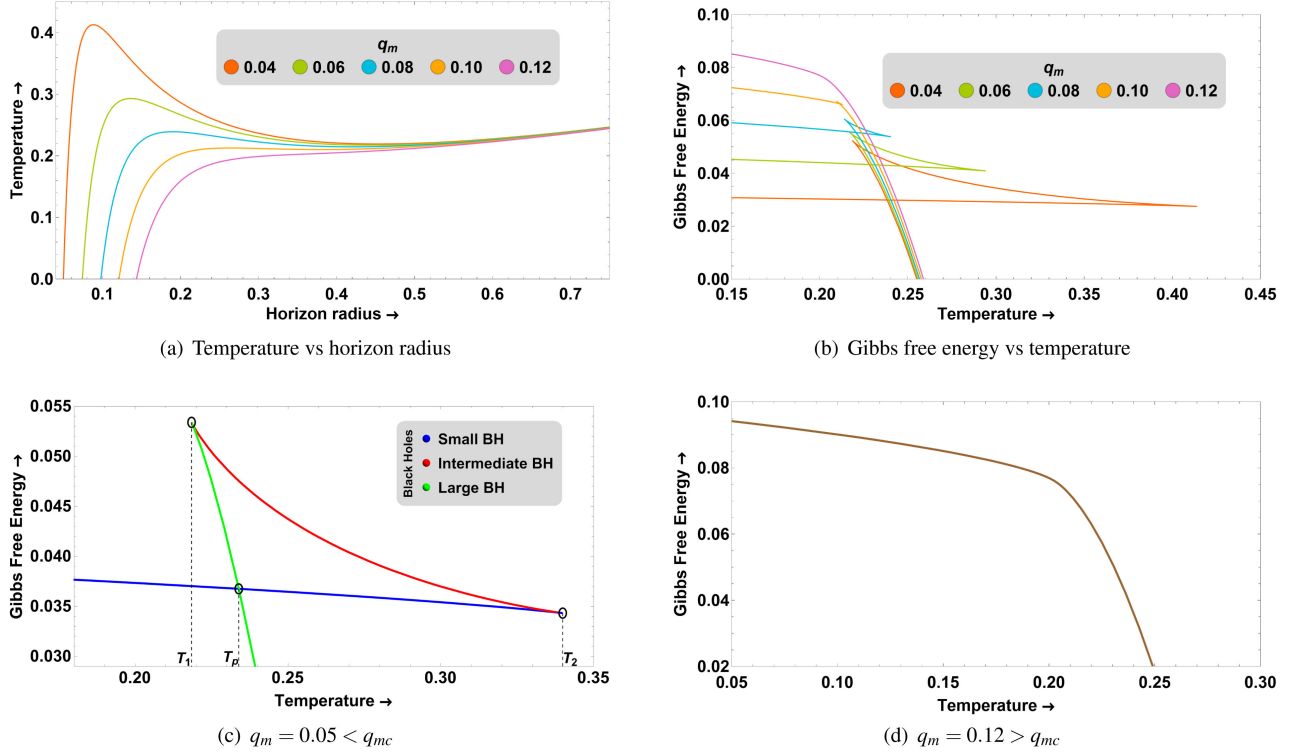 Temperature →
0.4
0.3
0.2
0.1
0.0
q_m
0.04 0.06 0.08 0.10 0.12
0.1 0.2 0.3 0.4 0.5 0.6 0.7
Horizon radius →
(a) Temperature vs horizon radius
Gibbs Free Energy →
0.10
0.08
0.06
0.04
0.02
0.00
q_m
0.04 0.06 0.08 0.10 0.12
0.15 0.20 0.25 0.30 0.35 0.40 0.45
Temperature →
(b) Gibbs free energy vs temperature
Gibbs Free Energy →
0.055
0.050
0.045
0.040
0.035
0.030
Black Holes
Small BH
Intermediate BH
Large BH
T_1 T_p T_2
0.20 0.25 0.30 0.35
Temperature →
(c) q_m = 0.05 < q_mc
Gibbs Free Energy →
0.10
0.08
0.06
0.04
0.02
0.05 0.10 0.15 0.20 0.25 0.30
Temperature →
(d) q_m = 0.12 > q_mc